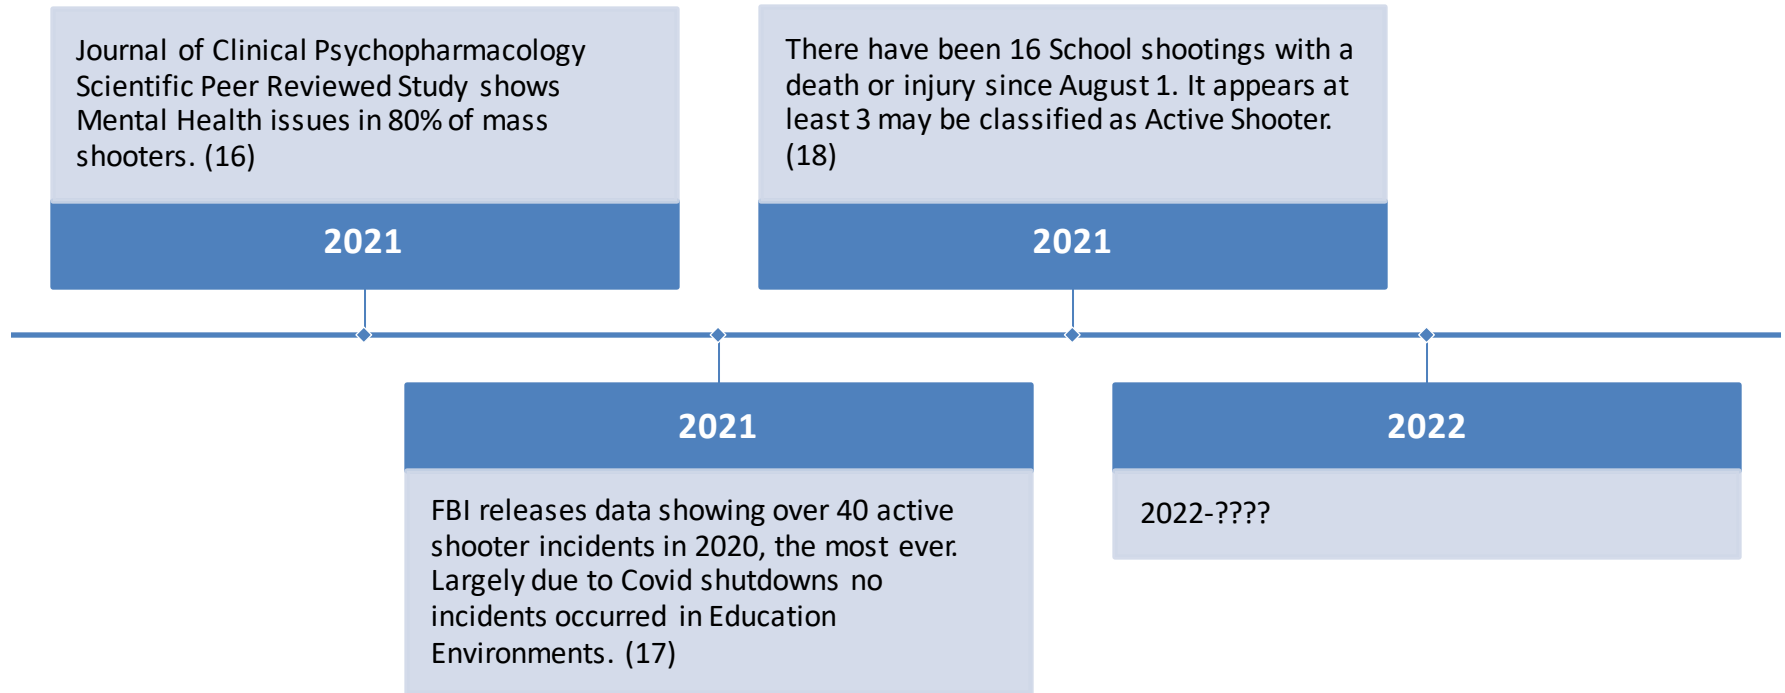 Journal of Clinical Psychopharmacology
Scientific Peer Reviewed Study shows
Mental Health issues in 80% of mass
shooters. (16)
2021
FBI releases data showing over 40 active
shooter incidents in 2020, the most ever.
Largely due to Covid shutdowns no
incidents occurred in Education
Environments. (17)
2021
There have been 16 School shootings with a
death or injury since August 1. It appears at
least 3 may be classified as Active Shooter.
(18)
2021
2022
2022-????